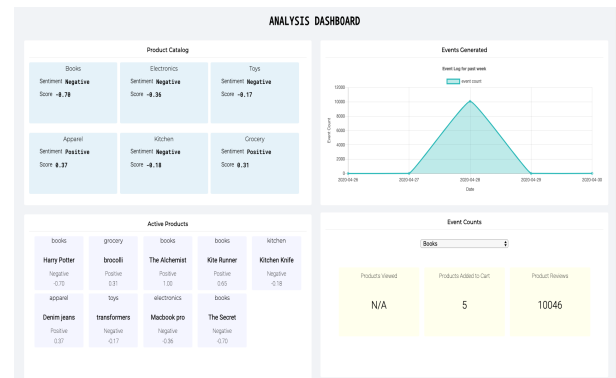 ANALYSIS DASHBOARD
Product Catalog
Books
Sentiment Negative
Score -0.70
Electronics
Sentiment Negative
Score -0.36
Toys
Sentiment Negative
Score -0.17
Apparel
Sentiment Positive
Score 0.37
Kitchen
Sentiment Negative
Score -0.18
Grocery
Sentiment Positive
Score 0.31
Events Generated
Event Log for past week
event count
Event Count
12000
10000
8000
6000
4000
2000
0
2020-04-26
2020-04-27
2020-04-28
2020-04-29
2020-04-30
Date
Active Products
books
Harry Potter
Negative
-0.70
grocery
brocolli
Positive
0.31
books
The Alchemist
Positive
1.00
books
Kite Runner
Positive
0.65
kitchen
Kitchen Knife
Negative
-0.18
apparel
Denim jeans
Positive
0.37
toys
transformers
Negative
-0.17
electronics
Macbook pro
Negative
-0.36
books
The Secret
Negative
-0.70
Event Counts
Books
Products Viewed
N/A
Products Added to Cart
5
Product Reviews
10046